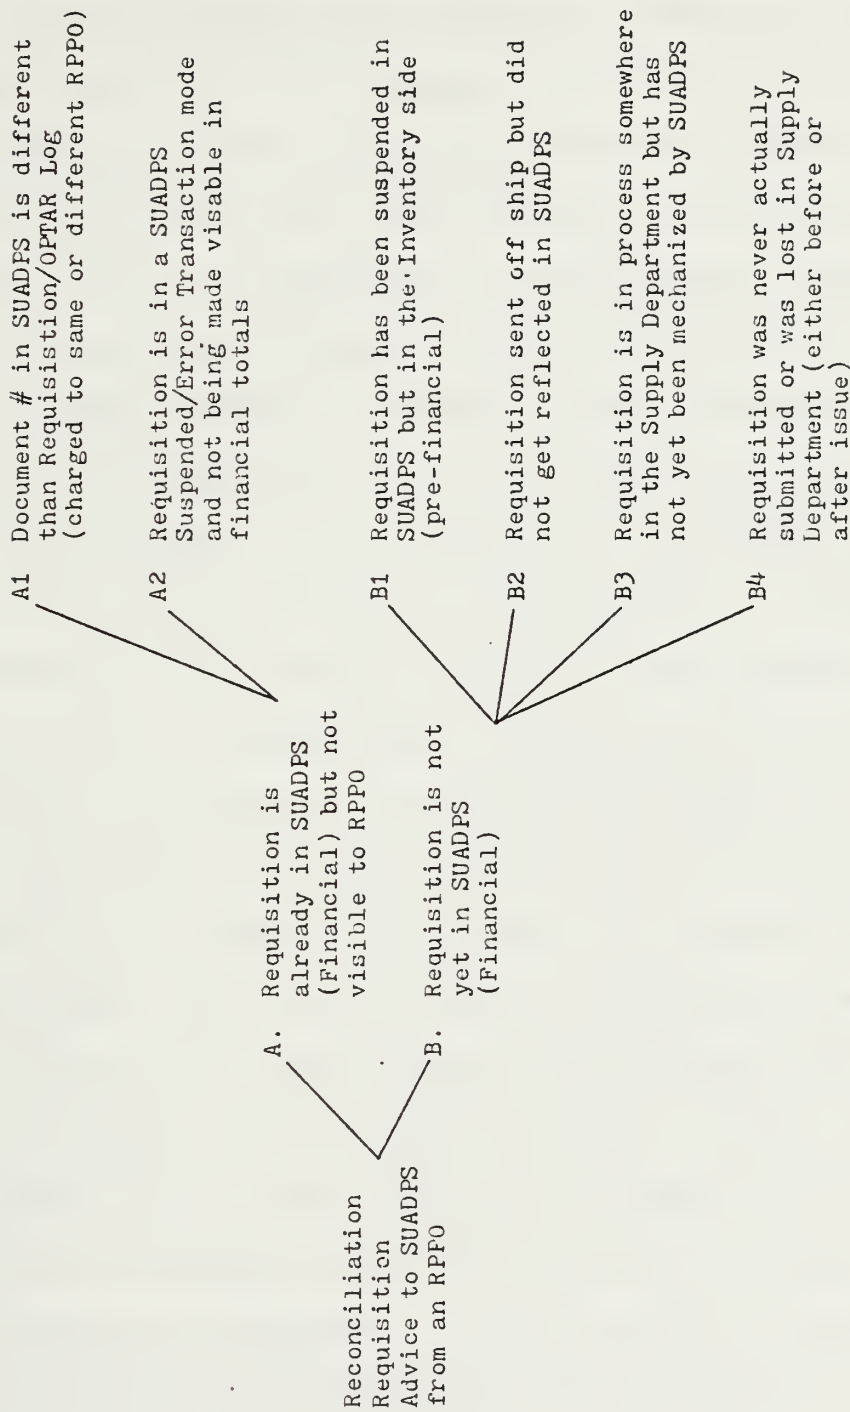 Reconciliation
Requisition
Advice to SUADPS
from an RPPO
A. Requisition is
already in SUADPS
(Financial) but not
visible to RPPO
B. Requisition is not
yet in SUADPS
(Financial)
A1 Document # in SUADPS is different
than Requisistion/OPTAR Log
(charged to same or different RPPO)
A2 Requisition is in a SUADPS
Suspended/Error Transaction mode
and not being made visable in
financial totals
B1 Requisition has been suspended in
SUADPS but in the Inventory side
(pre-financial)
B2 Requisition sent off ship but did
not get reflected in SUADPS
B3 Requisition is in process somewhere
in the Supply Department but has
not yet been mechanized by SUADPS
B4 Requisition was never actually
submitted or was lost in Supply
Department (either before or
after issue)